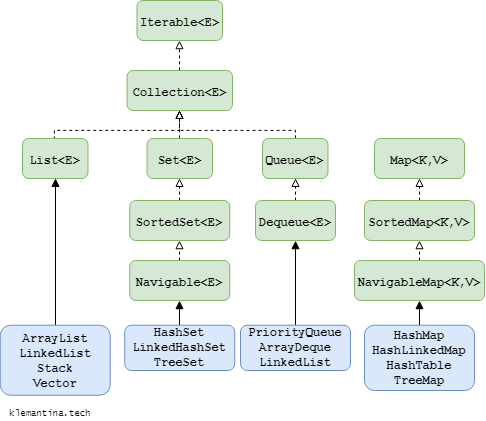 Iterable<E>
Collection<E>
List<E>
Set<E>
Queue<E>
Map<K,V>
SortedSet<E>
Dequeue<E>
SortedMap<K,V>
Navigable<E>
NavigableMap<K,V>
ArrayList
LinkedList
Stack
Vector
HashSet
LinkedHashSet
TreeSet
PriorityQueue
ArrayDeque
LinkedList
HashMap
HashLinkedMap
HashTable
TreeMap
klemantina.tech